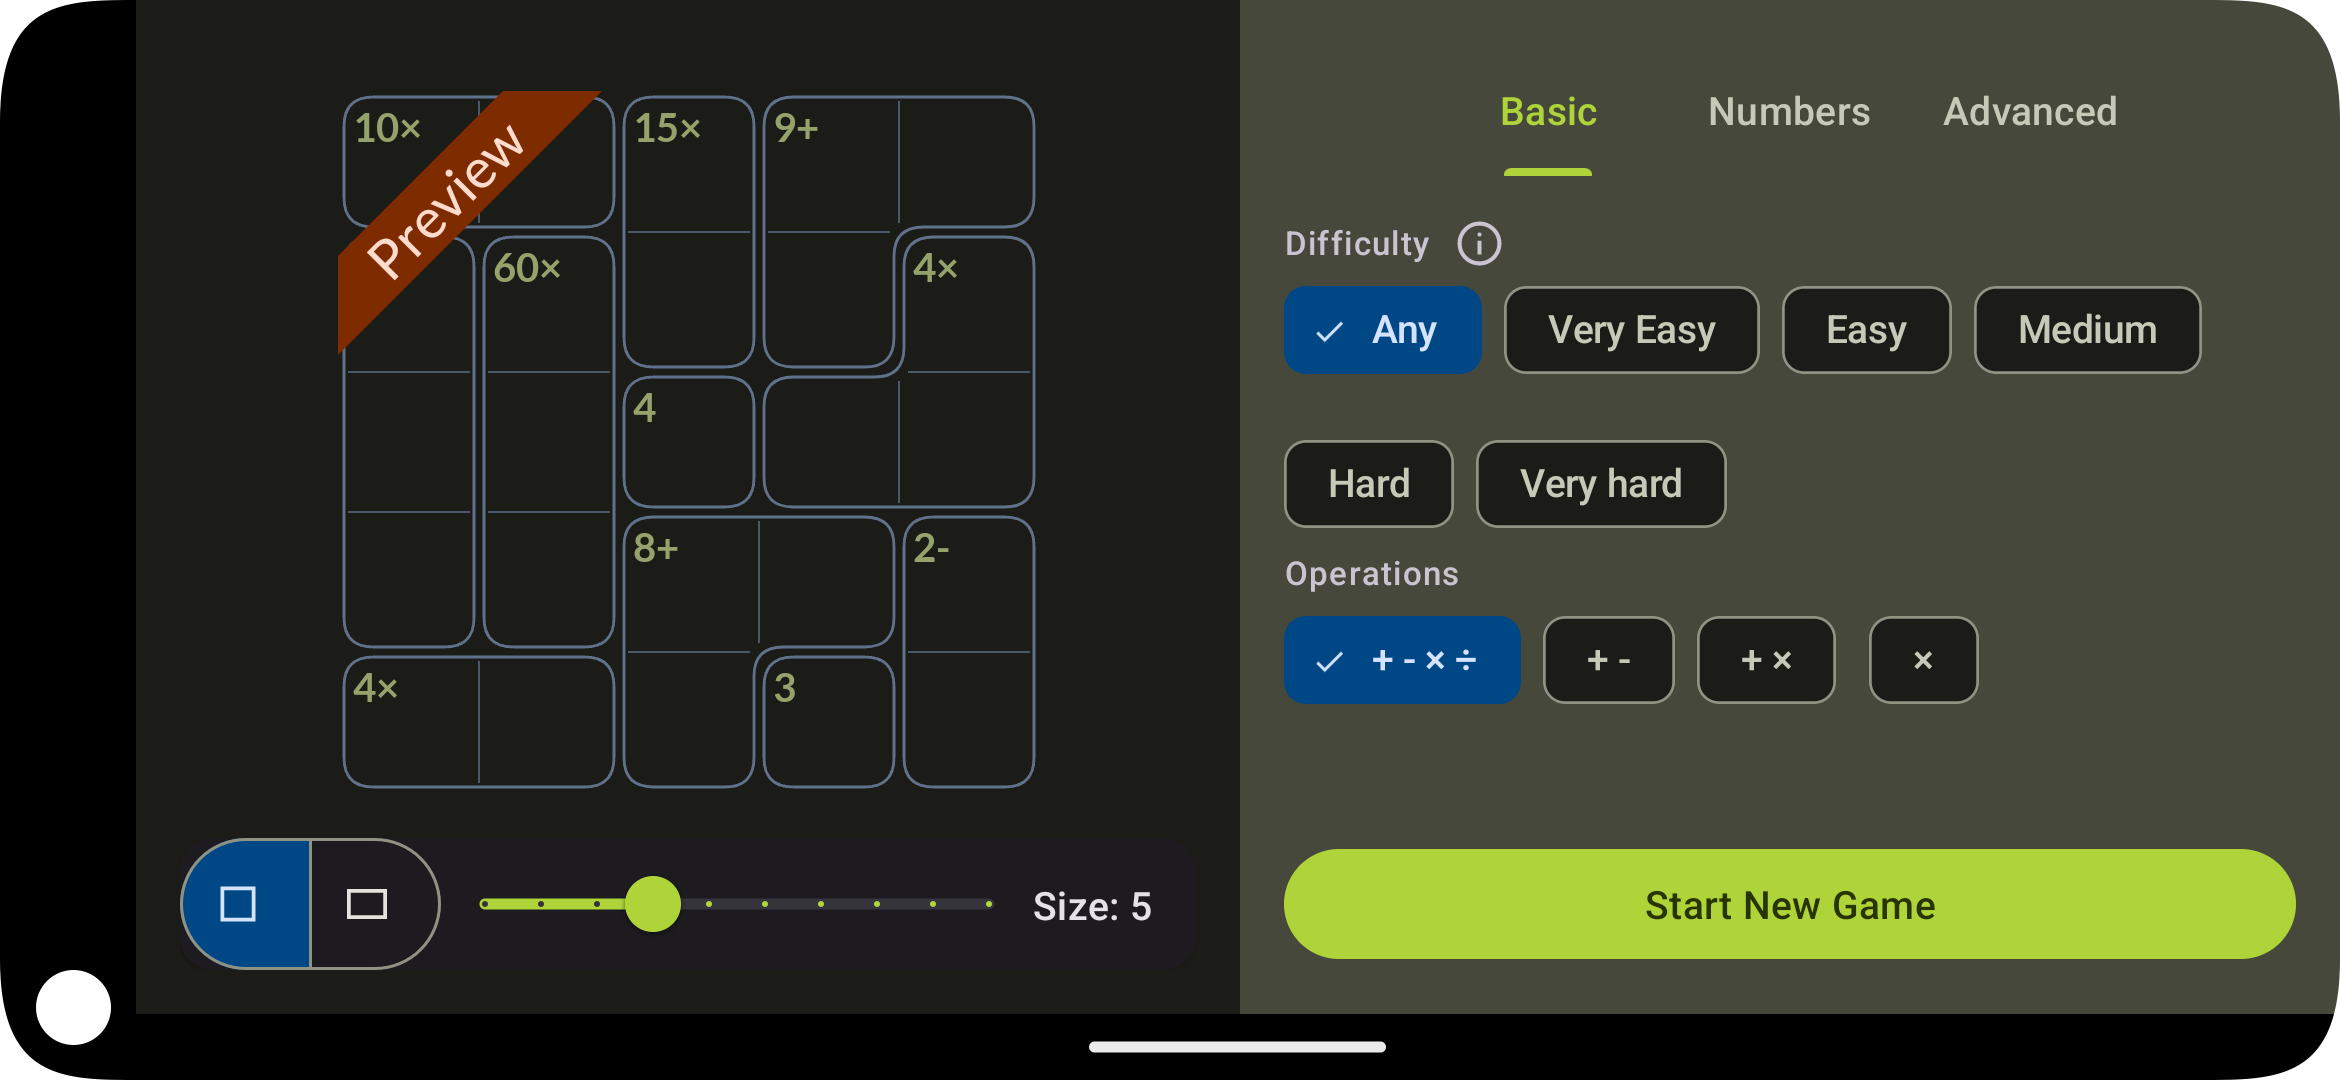 10× 15× 9+
Preview
60× 4×
4
8+ 2-
4× 3
Size: 5
Basic Numbers Advanced
Difficulty
Any Very Easy Easy Medium
Hard Very hard
Operations
+ - × ÷ + - + × ×
Start New Game